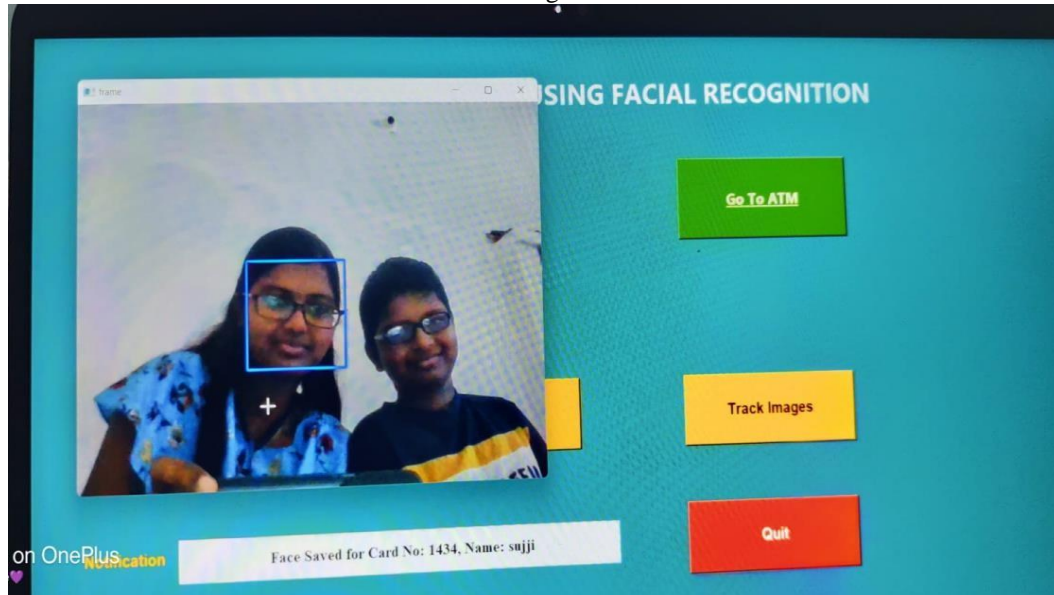 frame
USING FACIAL RECOGNITION
Go To ATM
Track Images
Quit
on OnePlus
Notification
Face Saved for Card No: 1434, Name: sujji